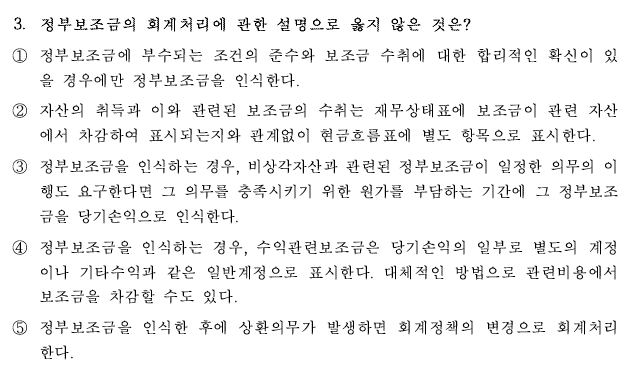 3. 정부보조금의 회계처리에 관한 설명으로 옳지 않은 것은?
① 정부보조금에 부수되는 조건의 준수와 보조금 수취에 대한 합리적인 확신이 있
을 경우에만 정부보조금을 인식한다.
② 자산의 취득과 이와 관련된 보조금의 수취는 재무상태표에 보조금이 관련 자산
에서 차감하여 표시되는지와 관계없이 현금흐름표에 별도 항목으로 표시한다.
③ 정부보조금을 인식하는 경우, 비상각자산과 관련된 정부보조금이 일정한 의무의 이
행도 요구한다면 그 의무를 충족시키기 위한 원가를 부담하는 기간에 그 정부보조
금을 당기손익으로 인식한다.
④ 정부보조금을 인식하는 경우, 수익관련보조금은 당기손익의 일부로 별도의 계정
이나 기타수익과 같은 일반계정으로 표시한다. 대체적인 방법으로 관련비용에서
보조금을 차감할 수도 있다.
⑤ 정부보조금을 인식한 후에 상환의무가 발생하면 회계정책의 변경으로 회계처리
한다.